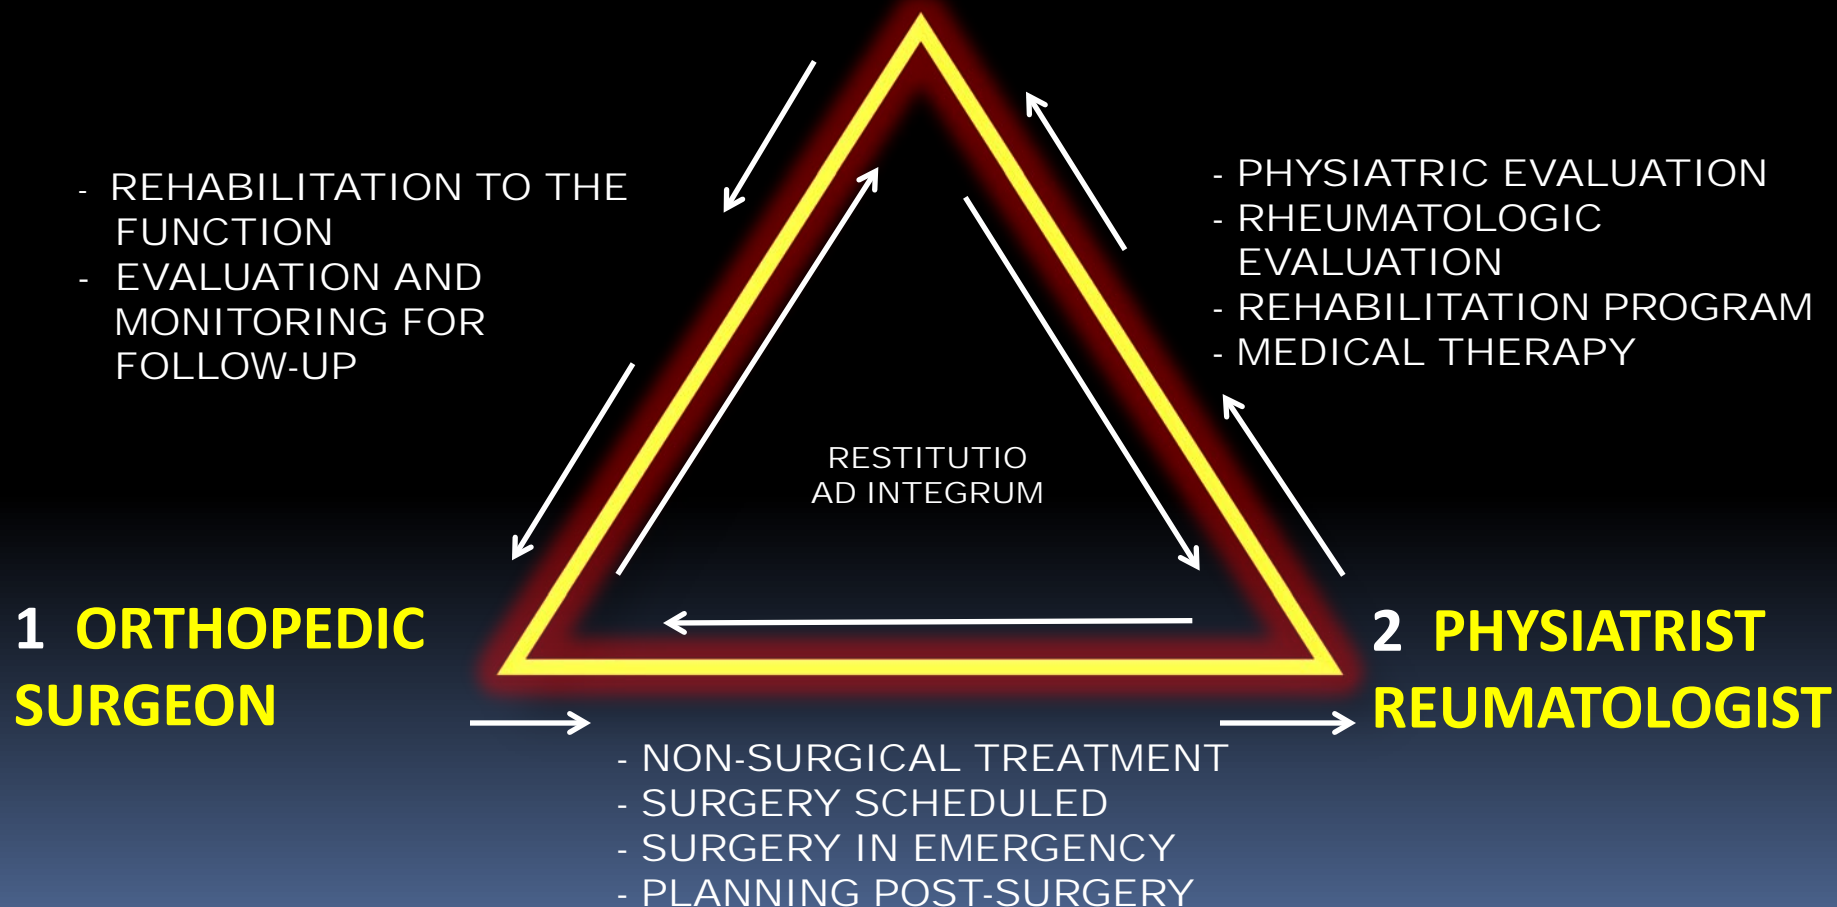 - REHABILITATION TO THE
FUNCTION
- EVALUATION AND
MONITORING FOR
FOLLOW-UP
- PHYSIATRIC EVALUATION
- RHEUMATOLOGIC
EVALUATION
- REHABILITATION PROGRAM
- MEDICAL THERAPY
RESTITUTIO
AD INTEGRUM
1 ORTHOPEDIC
SURGEON
2 PHYSIATRIST
REUMATOLOGIST
- NON-SURGICAL TREATMENT
- SURGERY SCHEDULED
- SURGERY IN EMERGENCY
- PLANNING POST-SURGERY